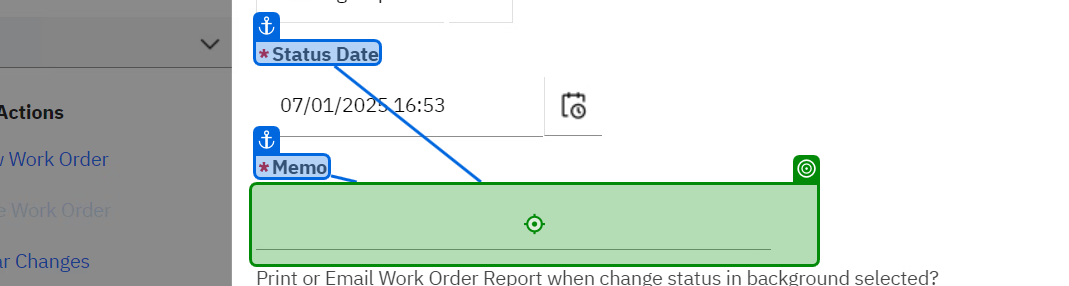 * Status Date
Actions
07/01/2025 16:53
Work Order
* Memo
Work Order
Changes
Print or Email Work Order Report when change status in background selected?